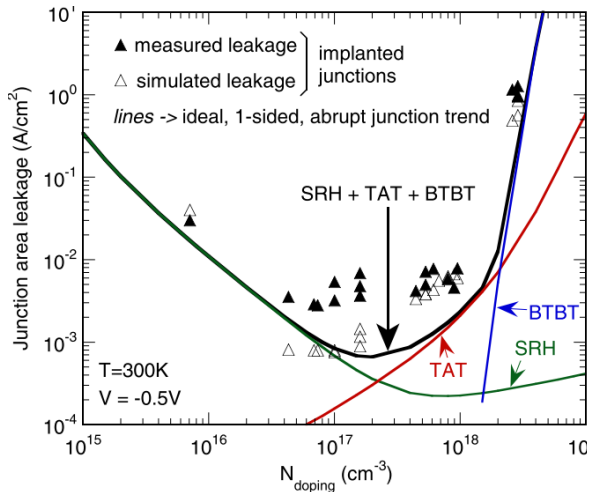 10¹
▲ measured leakage
implanted
△ simulated leakage
junctions
lines -> ideal, 1-sided, abrupt junction trend
10⁰
10⁻¹
SRH + TAT + BTBT
10⁻²
10⁻³
10⁻⁴
Junction area leakage (A/cm²)
BTBT
SRH
TAT
T=300K
V = -0.5V
10¹⁵
10¹⁶
10¹⁷
10¹⁸
10
N_doping (cm⁻³)